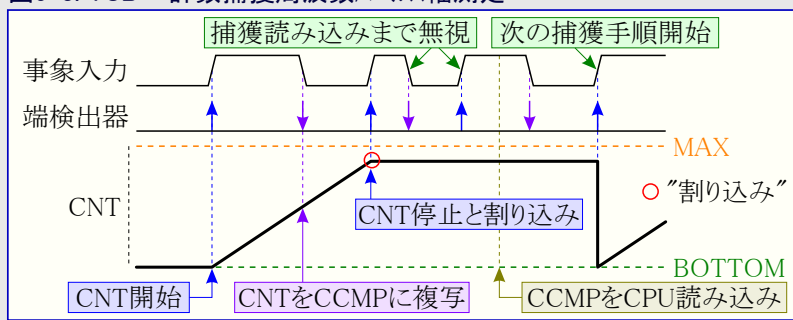 捕獲読み込みまで無視
次の捕獲手順開始
事象入力
端検出器
MAX
CNT
"割り込み"
CNT停止と割り込み
BOTTOM
CNT開始
CNTをCCMPに複写
CCMPをCPU読み込み